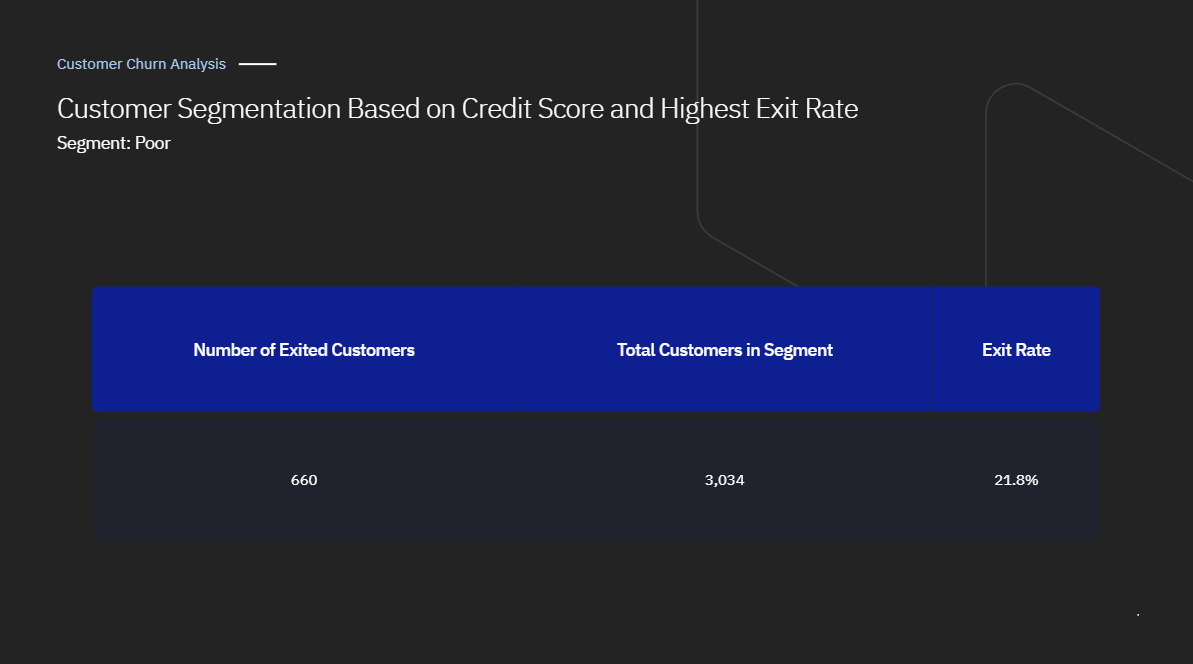 Customer Churn Analysis
Customer Segmentation Based on Credit Score and Highest Exit Rate
Segment: Poor
Number of Exited Customers Total Customers in Segment Exit Rate
660 3,034 21.8%